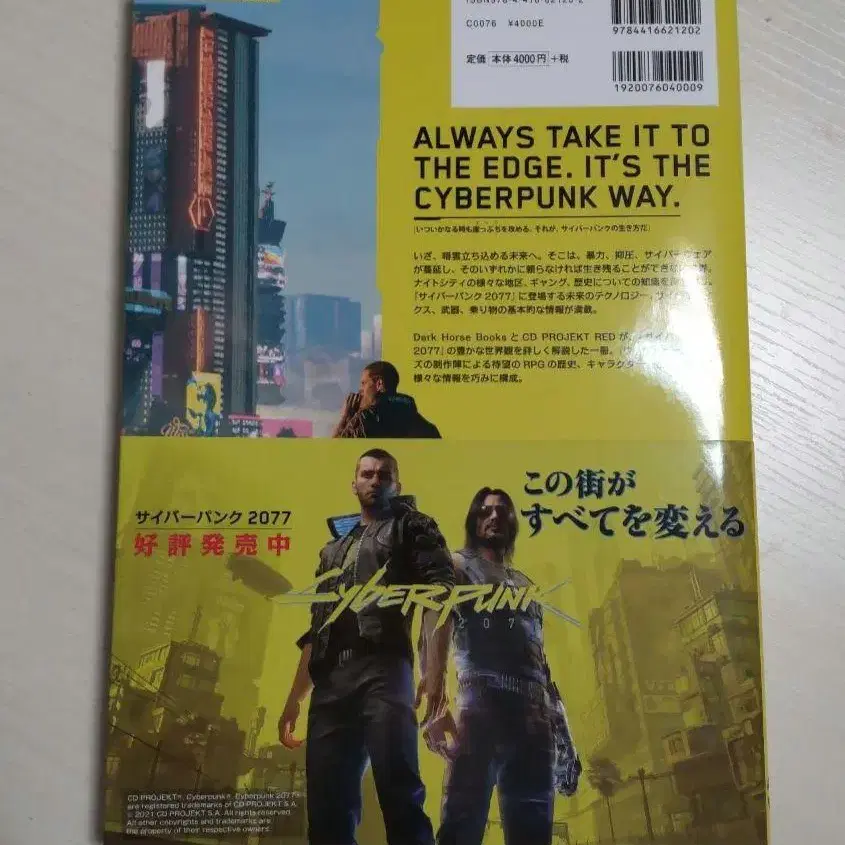 C0076 ¥4000E
定価 本体4000円 +税
9784416621202
1920076040009
ALWAYS TAKE IT TO
THE EDGE. IT'S THE
CYBERPUNK WAY.
[いついかなる時も崖っぷちを攻める。それが、サイバーパンクの生き方だ]
いざ、暗雲立ち込める未来へ。そこは、暴力、抑圧、サイバーウェア
が蔓延し、そのいずれかに頼らなければ生き残ることができない
ナイトシティの様々な地区、ギャング、歴史についての知識を
『サイバーパンク2077』に登場する未来のテクノロジー、
クス、武器、乗り物の基本的な情報が満載。
Dark Horse Books と CD PROJEKT RED が、
2077』の豊かな世界観を詳しく解説した一冊。
ズの制作陣による待望の RPG の歴史、キャラクター
様々な情報を巧みに構成。
この街が
すべてを変える
サイバーパンク 2077
好評発売中
Cyberpunk
207
CD PROJEKT®, Cyberpunk®, Cyberpunk 2077®
are registered trademarks of CD PROJEKT S.A.
© 2021 CD PROJEKT S.A. All rights reserved.
All other copyrights and trademarks are
the property of their respective owners.